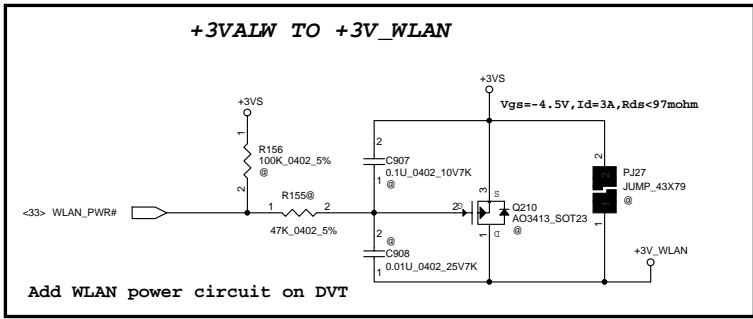 +3VALW TO +3V_WLAN
+3VS
Vgs=-4.5V,Id=3A,Rds<97mohm
+3VS
1
R156
100K_0402_5%
@
2
2
C907
0.1U_0402_10V7K
1
@
2
PJ27
2
JUMP_43X79
1
@
1
3
S
<33> WLAN_PWR#
1
R155@
2
47K_0402_5%
2
G
Q210
AO3413_SOT23
@
1
D
2
@
C908
0.01U_0402_25V7K
1
+3V_WLAN
Add WLAN power circuit on DVT